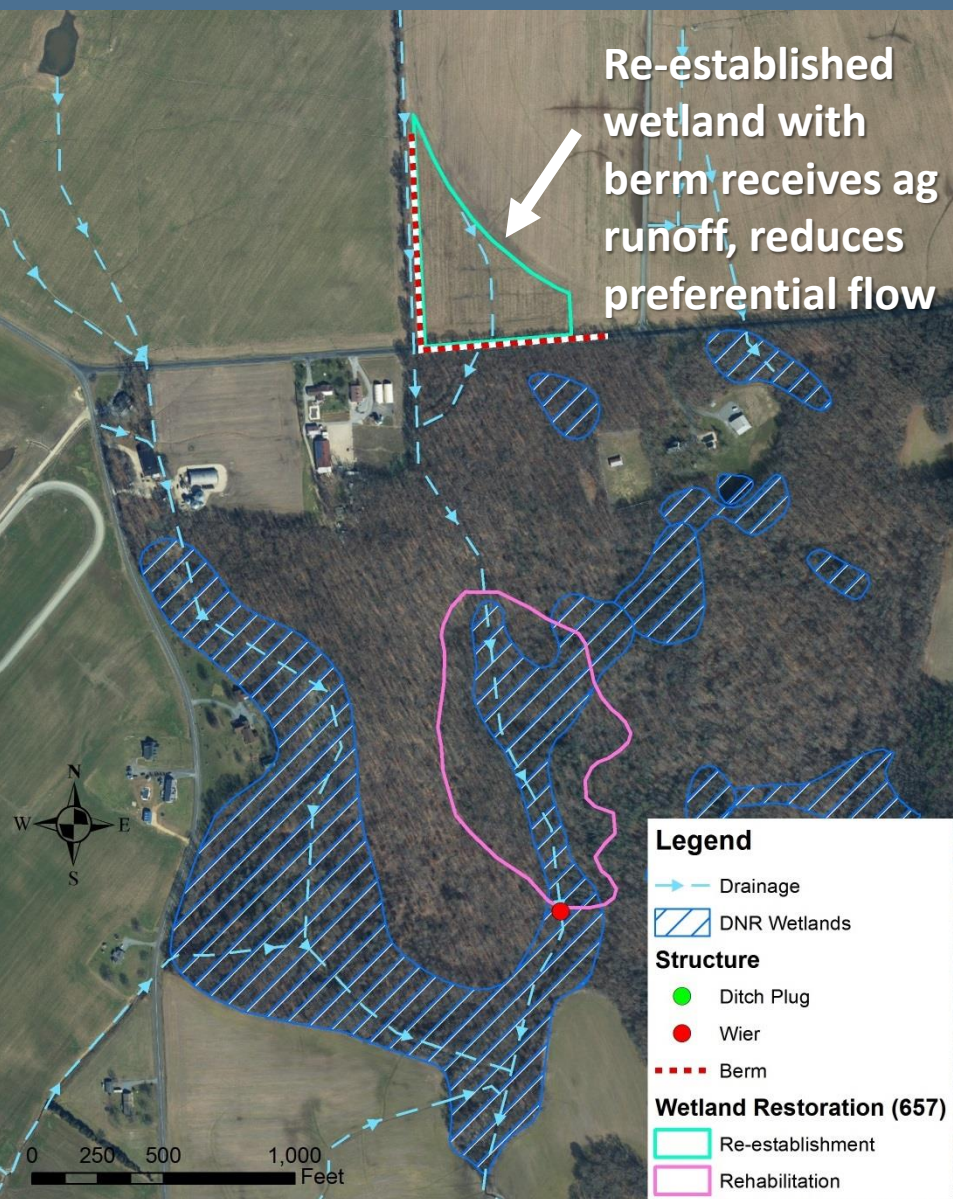 Re-established
wetland with
berm receives ag
runoff, reduces
preferential flow
N
W E
S
0 250 500 1,000
Feet
Legend
Drainage
DNR Wetlands
Structure
Ditch Plug
Wier
Berm
Wetland Restoration (657)
Re-establishment
Rehabilitation